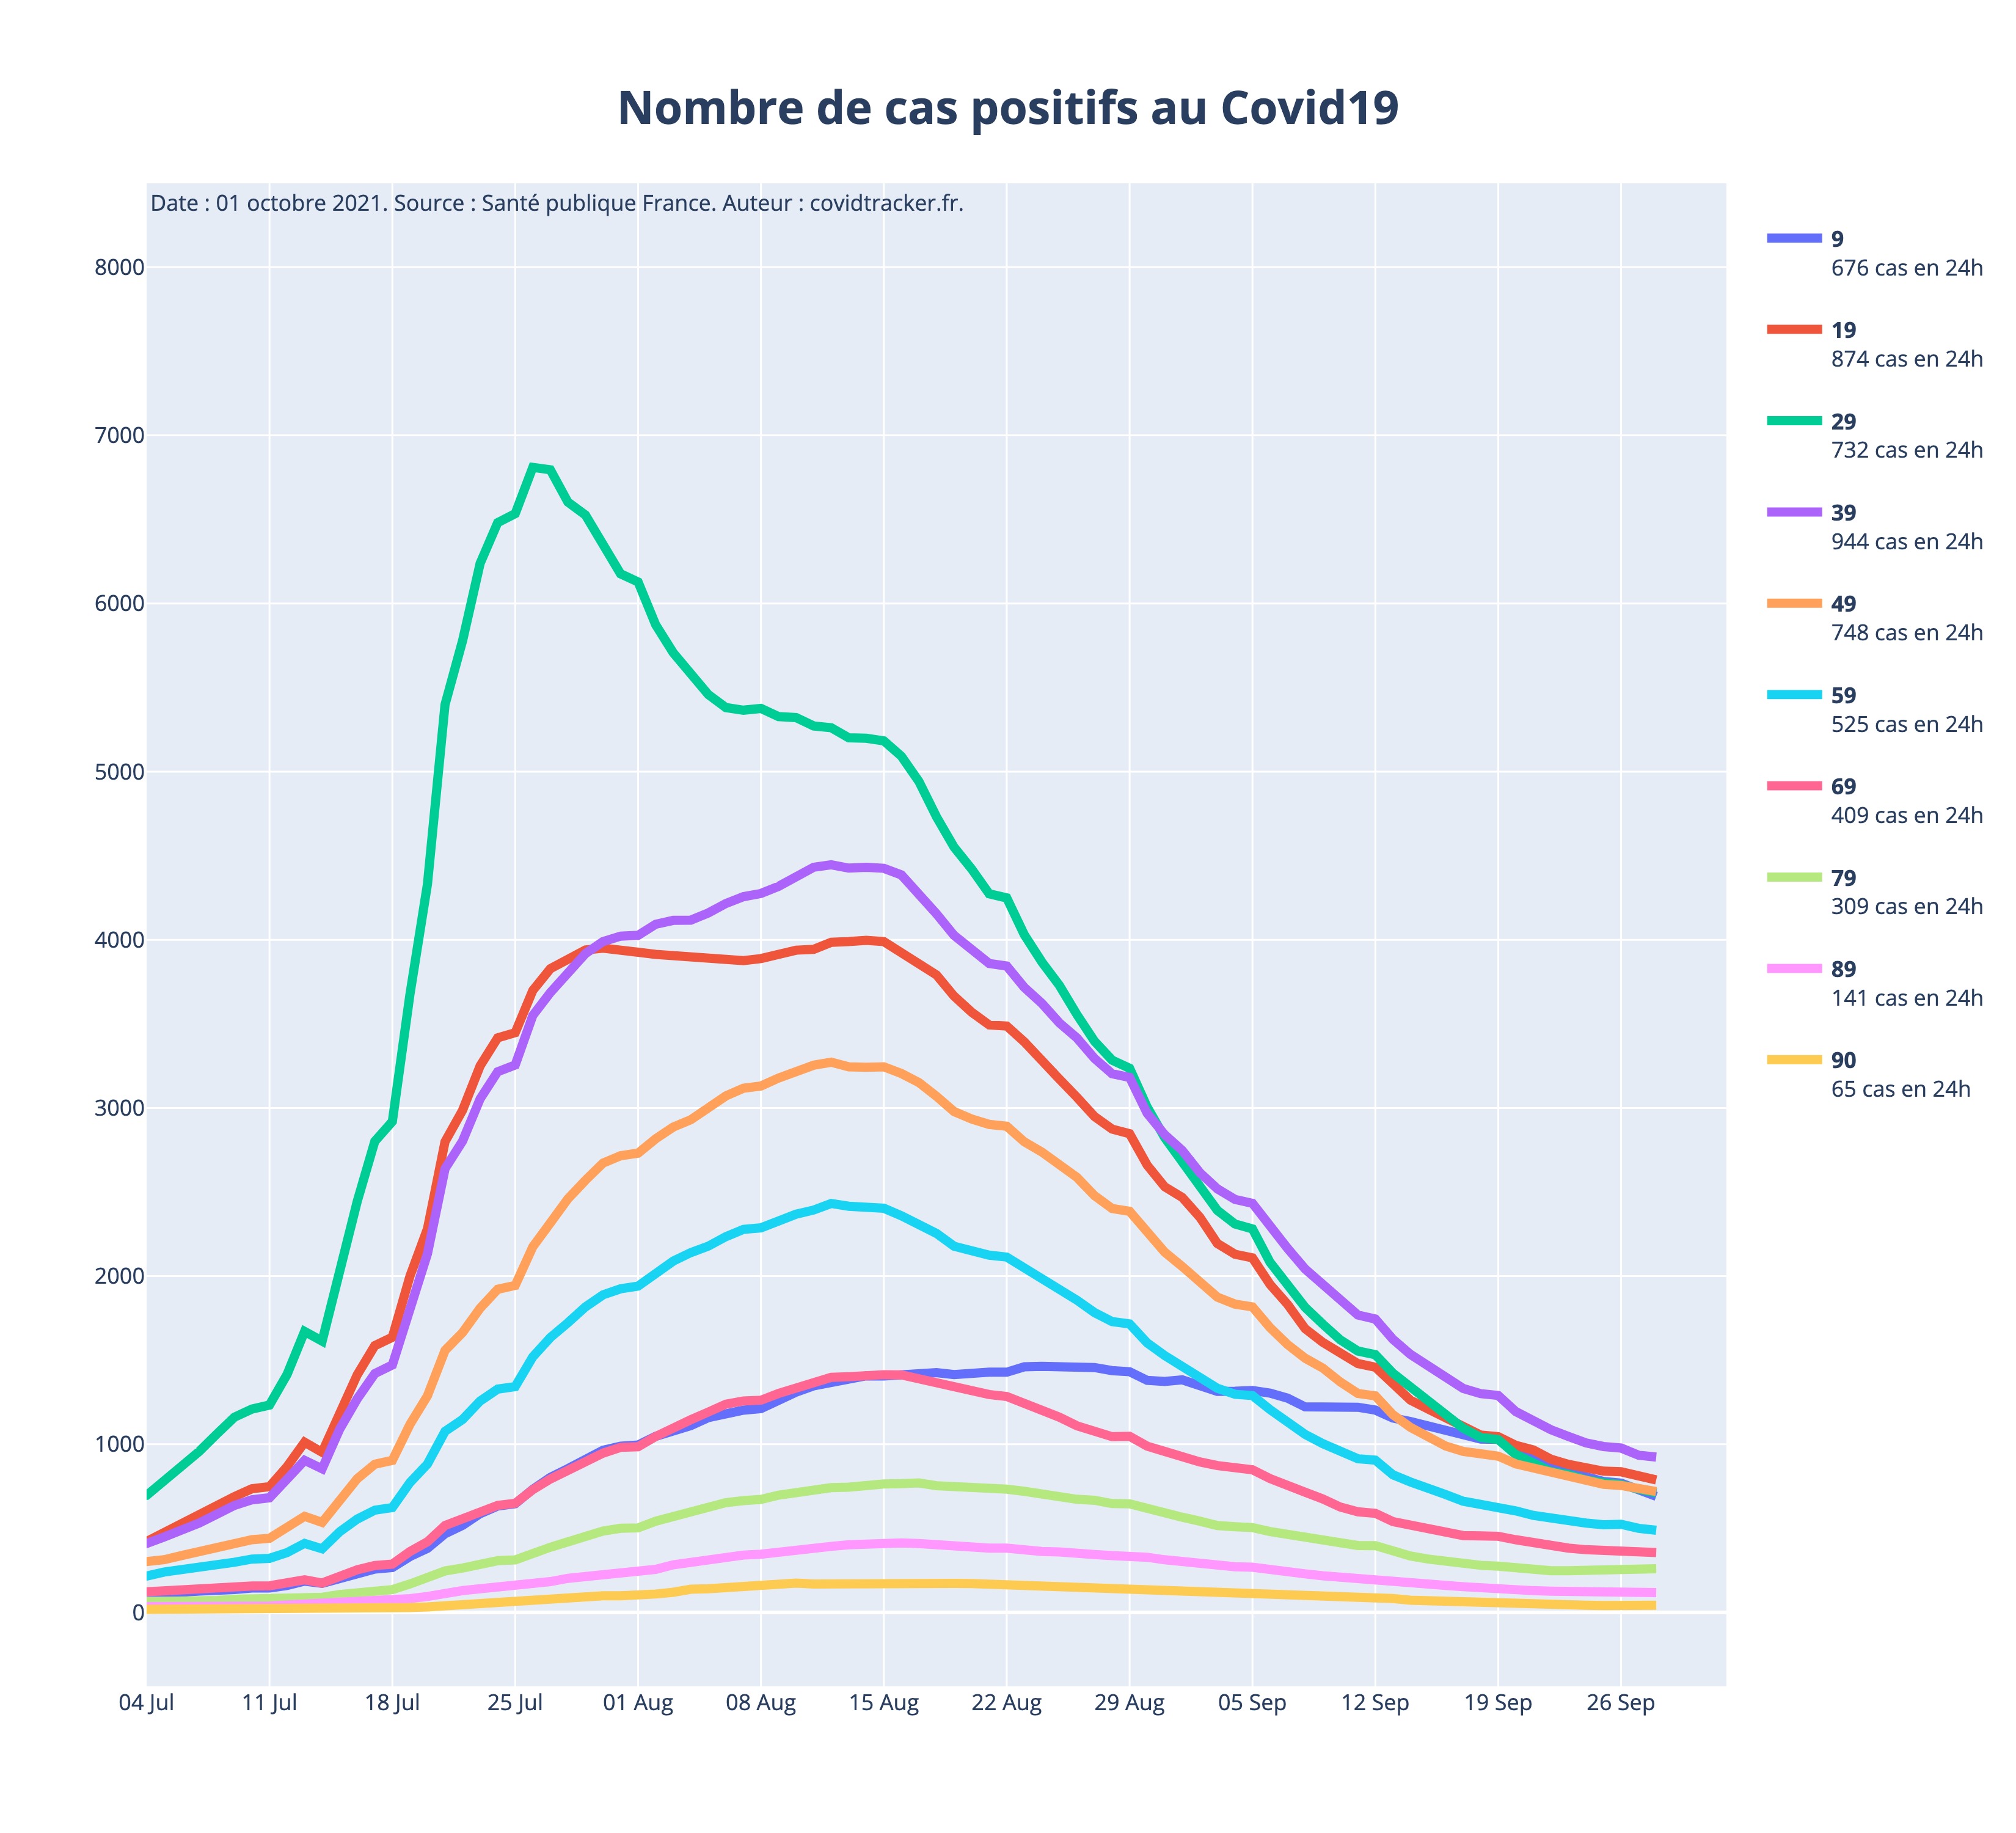 Nombre de cas positifs au Covid19
Date : 01 octobre 2021. Source : Santé publique France. Auteur : covidtracker.fr.
8000
7000
6000
5000
4000
3000
2000
1000
0
04 Jul
11 Jul
18 Jul
25 Jul
01 Aug
08 Aug
15 Aug
22 Aug
29 Aug
05 Sep
12 Sep
19 Sep
26 Sep
9
676 cas en 24h
19
874 cas en 24h
29
732 cas en 24h
39
944 cas en 24h
49
748 cas en 24h
59
525 cas en 24h
69
409 cas en 24h
79
309 cas en 24h
89
141 cas en 24h
90
65 cas en 24h